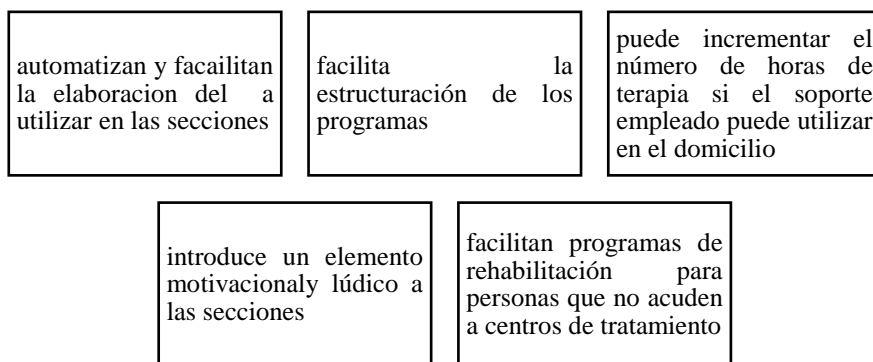 automatizan y facailitan
la elaboracion del a
utilizar en las secciones
facilita la
estructuración de los
programas
puede incrementar el
número de horas de
terapia si el soporte
empleado puede utilizar
en el domicilio
introduce un elemento
motivacionaly lúdico a
las secciones
facilitan programas de
rehabilitación para
personas que no acuden
a centros de tratamiento